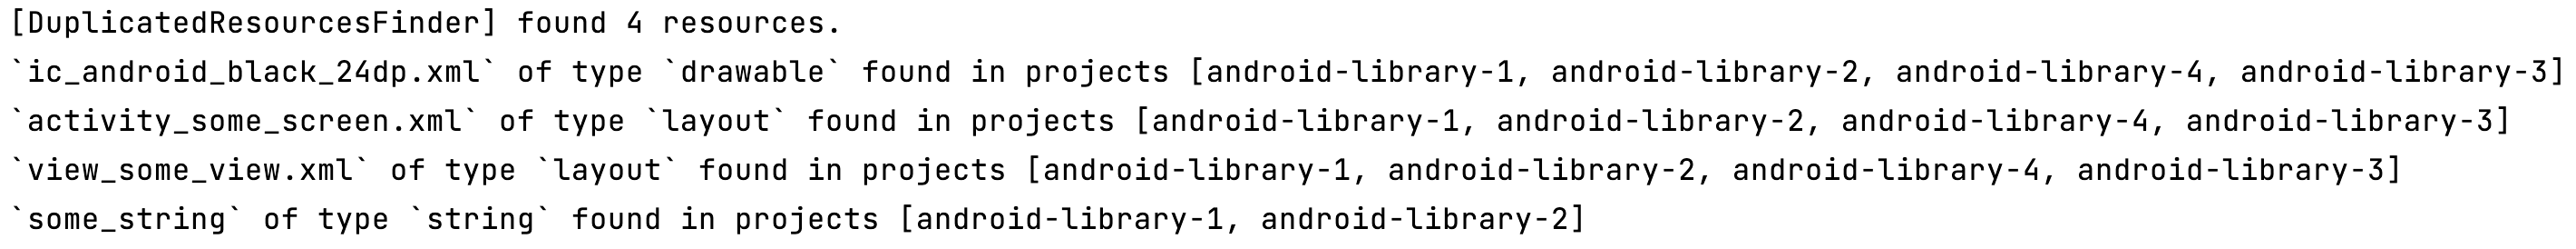 [DuplicatedResourcesFinder] found 4 resources.
`ic_android_black_24dp.xml` of type `drawable` found in projects [android-library-1, android-library-2, android-library-4, android-library-3]
`activity_some_screen.xml` of type `layout` found in projects [android-library-1, android-library-2, android-library-4, android-library-3]
`view_some_view.xml` of type `layout` found in projects [android-library-1, android-library-2, android-library-4, android-library-3]
`some_string` of type `string` found in projects [android-library-1, android-library-2]